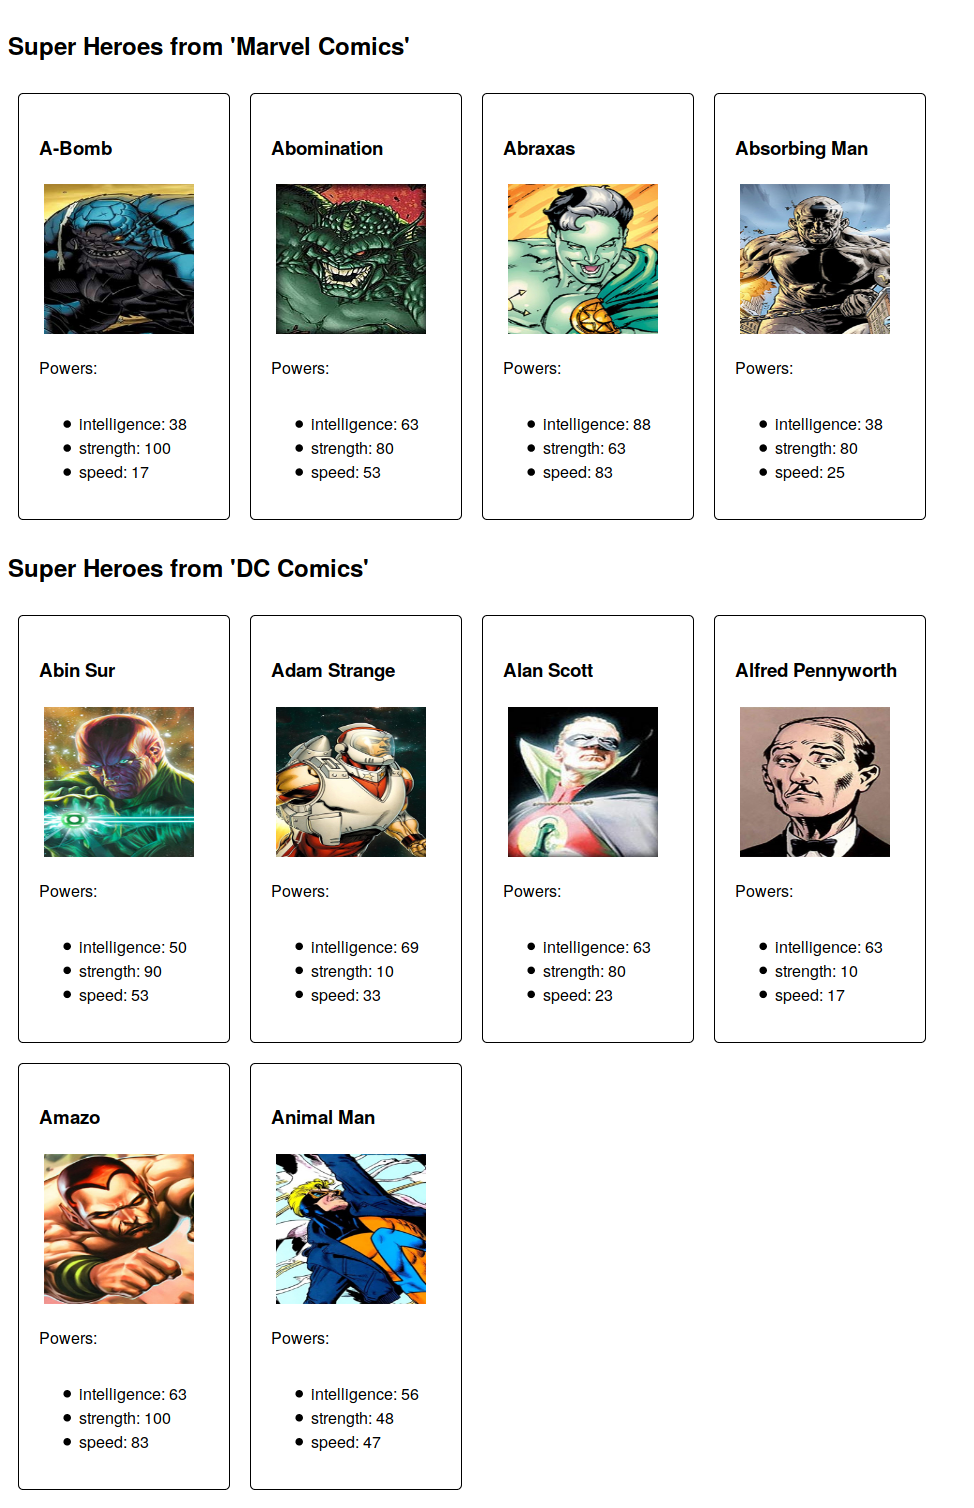 Super Heroes from 'Marvel Comics'
A-Bomb
Powers:
intelligence: 38
strength: 100
speed: 17
Abomination
Powers:
intelligence: 63
strength: 80
speed: 53
Abraxas
Powers:
intelligence: 88
strength: 63
speed: 83
Absorbing Man
Powers:
intelligence: 38
strength: 80
speed: 25
Super Heroes from 'DC Comics'
Abin Sur
Powers:
intelligence: 50
strength: 90
speed: 53
Adam Strange
Powers:
intelligence: 69
strength: 10
speed: 33
Alan Scott
Powers:
intelligence: 63
strength: 80
speed: 23
Alfred Pennyworth
Powers:
intelligence: 63
strength: 10
speed: 17
Amazo
Powers:
intelligence: 63
strength: 100
speed: 83
Animal Man
Powers:
intelligence: 56
strength: 48
speed: 47